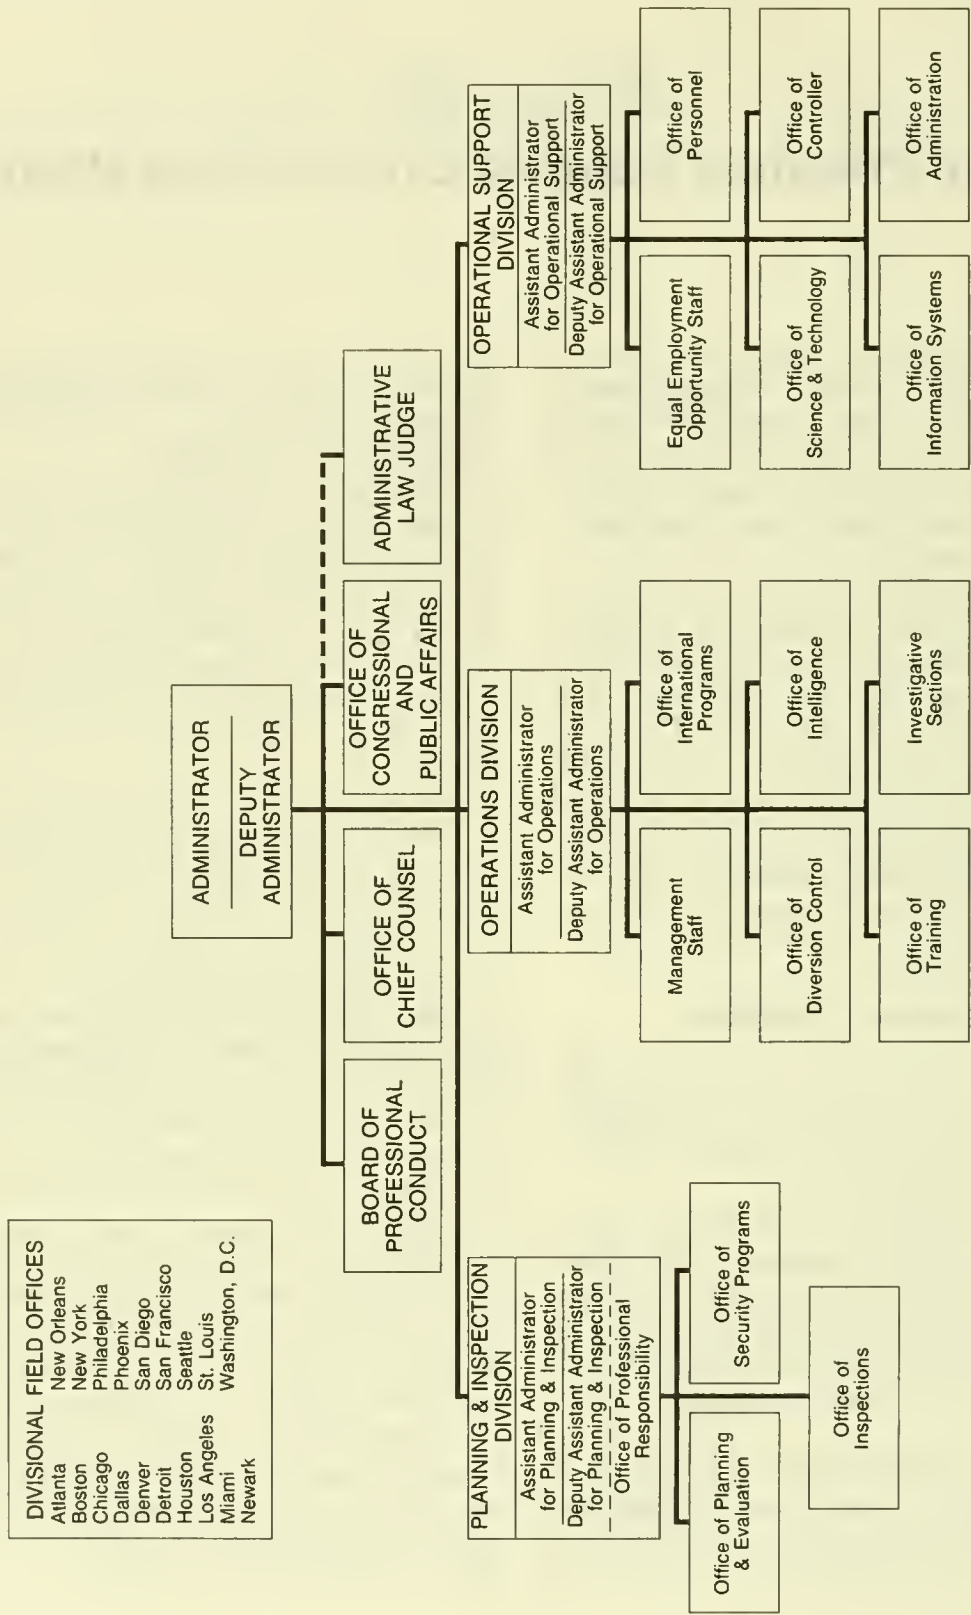 DIVISIONAL FIELD OFFICES
Atlanta New Orleans
Boston New York
Chicago Philadelphia
Dallas Phoenix
Denver San Diego
Detroit San Francisco
Houston Seattle
Los Angeles St. Louis
Miami Washington, D.C.
Newark
ADMINISTRATOR
DEPUTY
ADMINISTRATOR
BOARD OF
PROFESSIONAL
CONDUCT
OFFICE OF
CHIEF COUNSEL
OFFICE OF
CONGRESSIONAL
AND
PUBLIC AFFAIRS
ADMINISTRATIVE
LAW JUDGE
PLANNING & INSPECTION
DIVISION
Assistant Administrator
for Planning & Inspection
Deputy Assistant Administrator
for Planning & Inspection
Office of Professional
Responsibility
Office of Planning
& Evaluation
Office of
Security Programs
Office of
Inspections
OPERATIONS DIVISION
Assistant Administrator
for Operations
Deputy Assistant Administrator
for Operations
Management
Staff
Office of
International
Programs
Office of
Diversion Control
Office of
Intelligence
Office of
Training
Investigative
Sections
OPERATIONAL SUPPORT
DIVISION
Assistant Administrator
for Operational Support
Deputy Assistant Administrator
for Operational Support
Equal Employment
Opportunity Staff
Office of
Personnel
Office of
Science & Technology
Office of
Controller
Office of
Information Systems
Office of
Administration